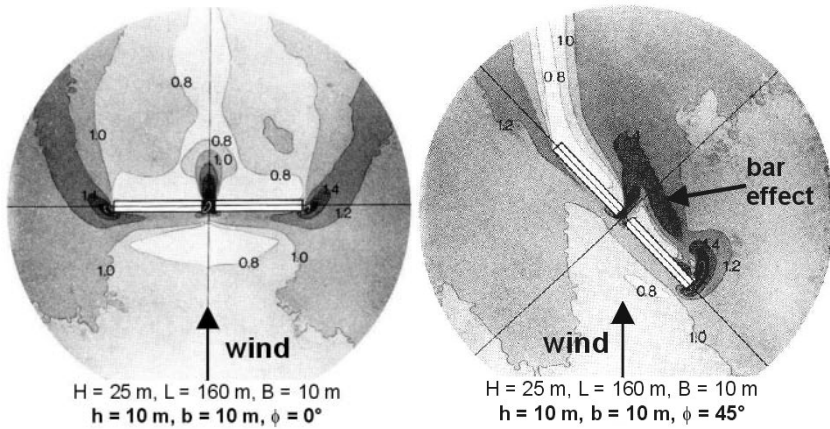 0.8
1.0
0.8
1.0
0.8
1.4
1.4
1.2
1.0
0.8
1.0
wind
H = 25 m, L = 160 m, B = 10 m
h = 10 m, b = 10 m, ϕ = 0°
1.0
0.8
1.2
1.4
bar
effect
1.4
1.2
0.8
1.0
wind
H = 25 m, L = 160 m, B = 10 m
h = 10 m, b = 10 m, ϕ = 45°